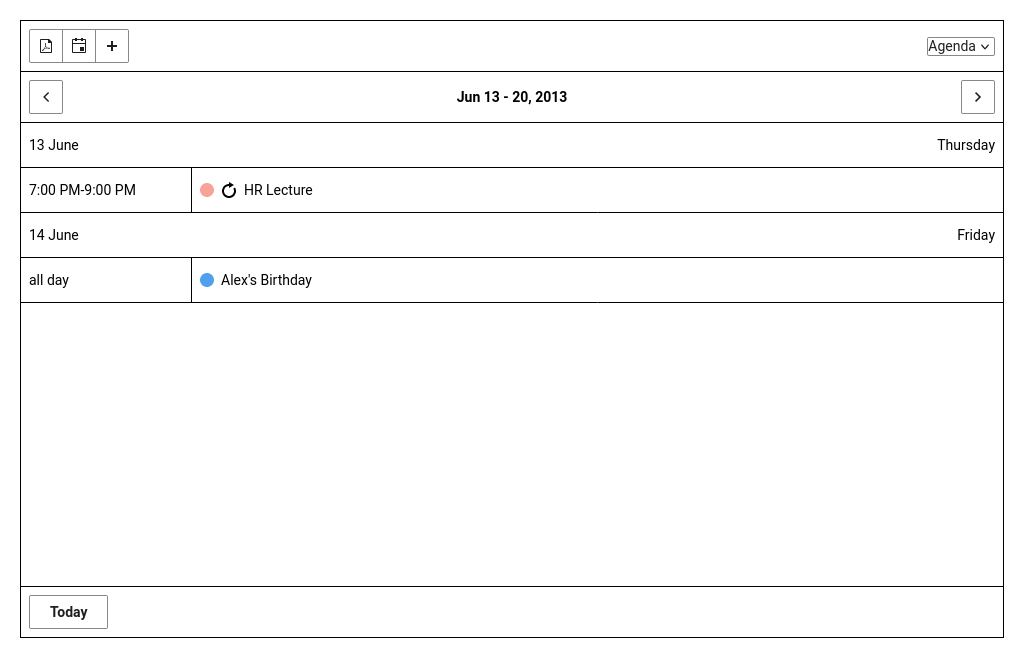 Agenda
Jun 13 - 20, 2013
13 June Thursday
7:00 PM-9:00 PM HR Lecture
14 June Friday
all day Alex's Birthday
Today